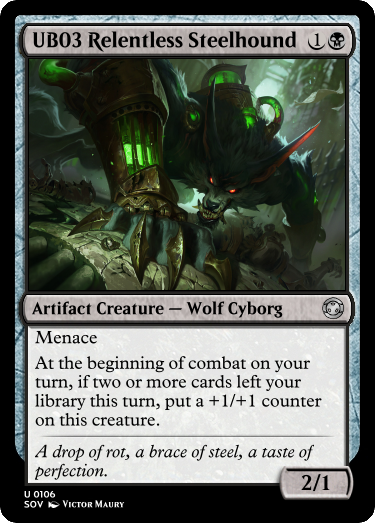 UB03 Relentless Steelhound 1
Artifact Creature — Wolf Cyborg
Menace
At the beginning of combat on your
turn, if two or more cards left your
library this turn, put a +1/+1 counter
on this creature.
A drop of rot, a brace of steel, a taste of
perfection.
2/1
U 0106
SOV Victor Maury